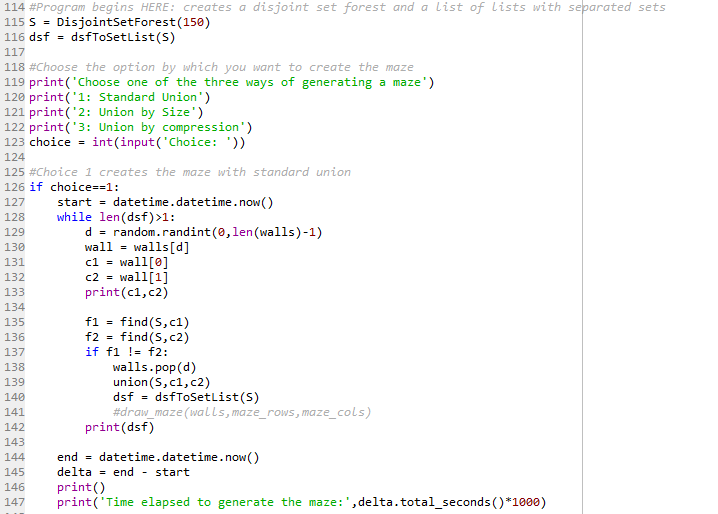 114 #Program begins HERE: creates a disjoint set forest and a list of lists with separated sets
115 S = DisjointSetForest(150)
116 dsf = dsfToSetList(S)
117
118 #Choose the option by which you want to create the maze
119 print('Choose one of the three ways of generating a maze')
120 print('1: Standard Union')
121 print('2: Union by Size')
122 print('3: Union by compression')
123 choice = int(input('Choice: '))
124
125 #Choice 1 creates the maze with standard union
126 if choice==1:
127     start = datetime.datetime.now()
128     while len(dsf)>1:
129         d = random.randint(0,len(walls)-1)
130         wall = walls[d]
131         c1 = wall[0]
132         c2 = wall[1]
133         print(c1,c2)
134
135         f1 = find(S,c1)
136         f2 = find(S,c2)
137         if f1 != f2:
138             walls.pop(d)
139             union(S,c1,c2)
140             dsf = dsfToSetList(S)
141             #draw_maze(walls,maze_rows,maze_cols)
142         print(dsf)
143
144     end = datetime.datetime.now()
145     delta = end - start
146     print()
147     print('Time elapsed to generate the maze:',delta.total_seconds()*1000)